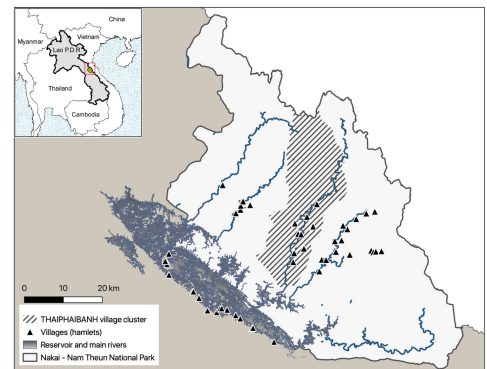 China
Myanmar
Vietnam
Lao P.D.R.
Thailand
Cambodia
0 10 20 km
THAIPHAIBANH village cluster
Villages (hamlets)
Reservoir and main rivers
Nakai - Nam Theun National Park